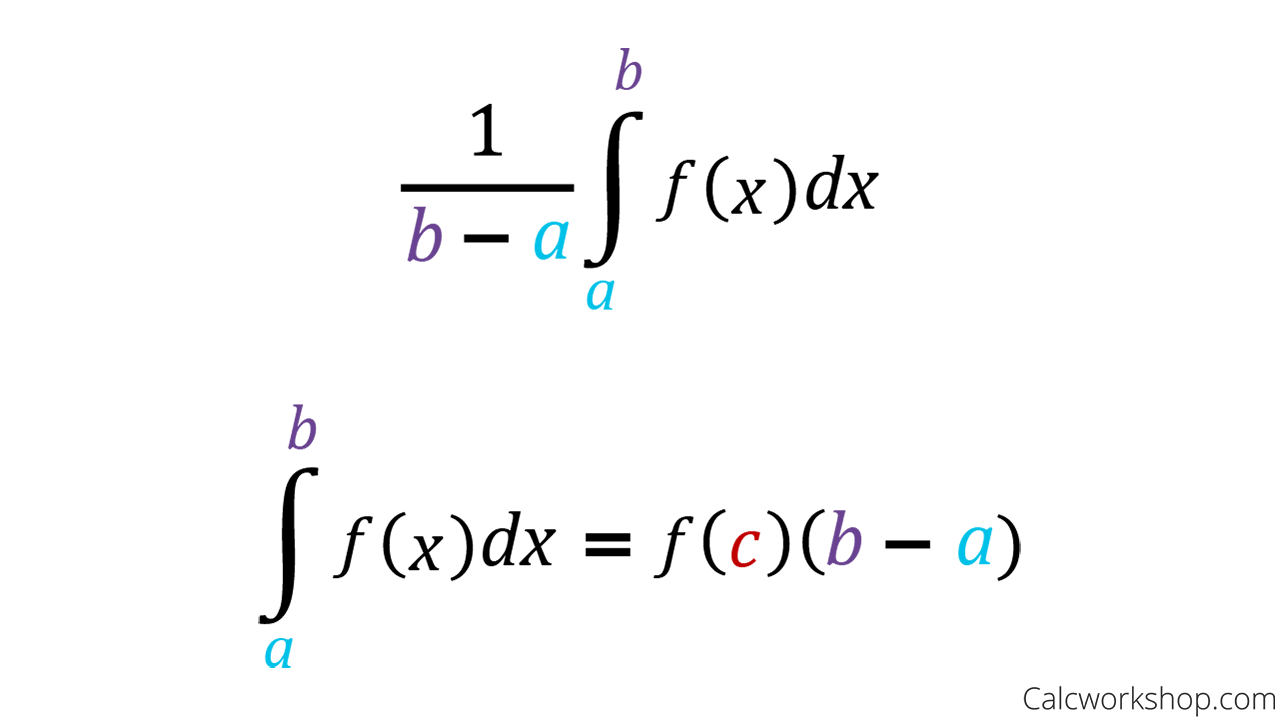 1/(b − a) ∫_a^b f(x)dx
∫_a^b f(x)dx = f(c)(b − a)
Calcworkshop.com